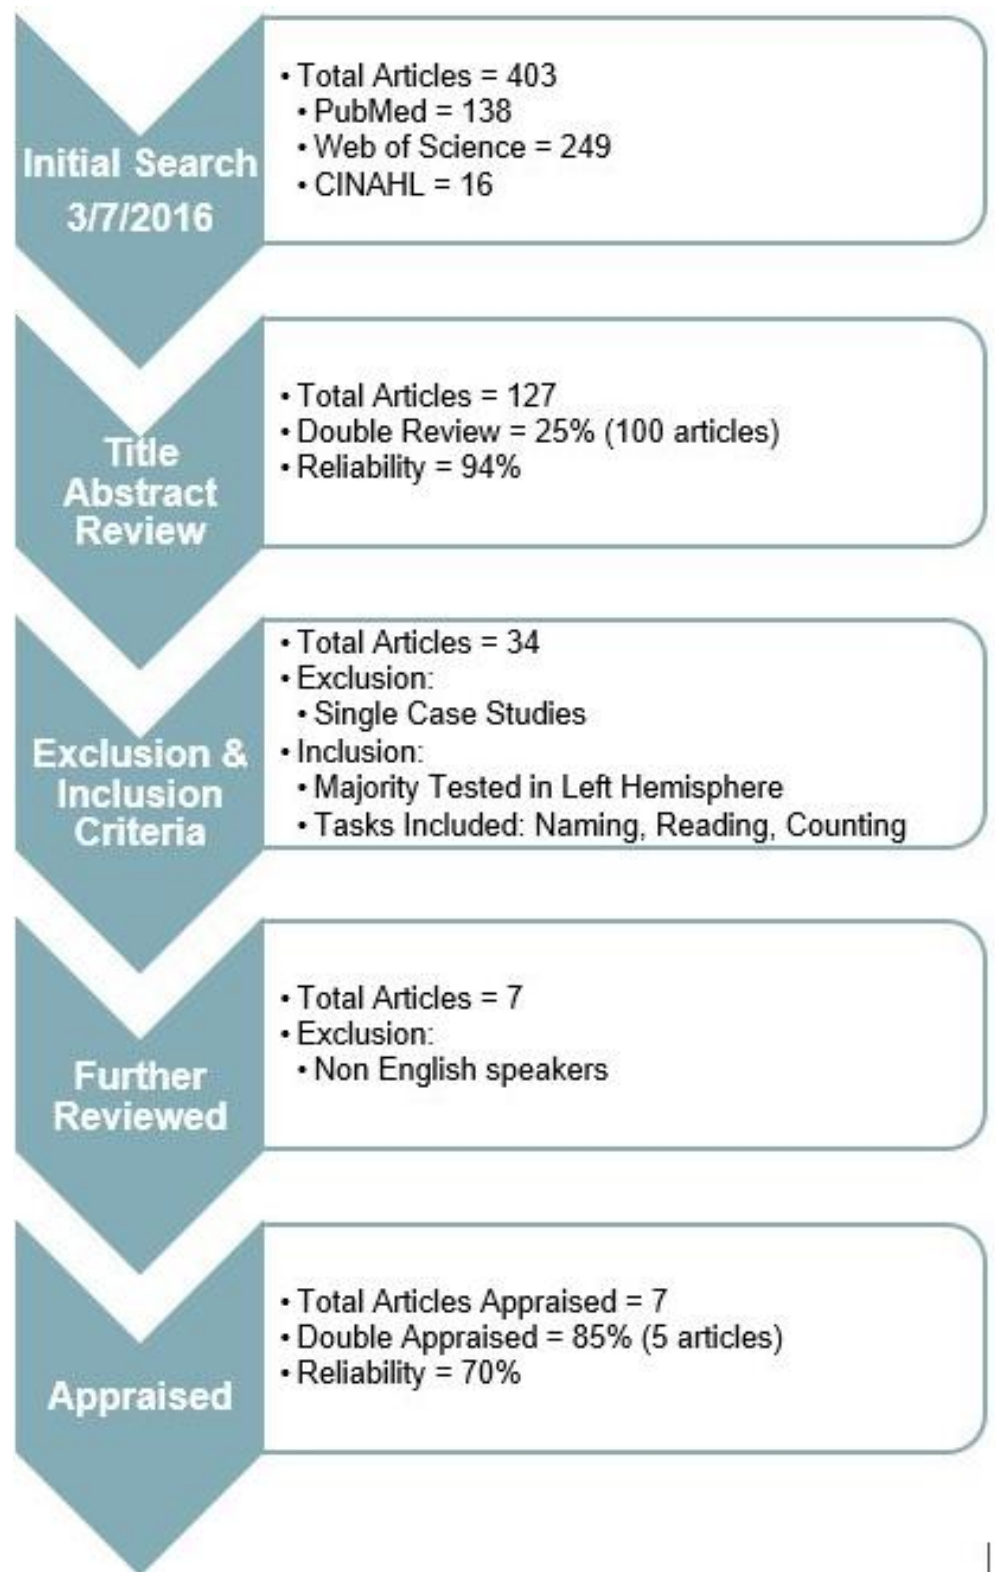 Initial Search
3/7/2016
• Total Articles = 403
• PubMed = 138
• Web of Science = 249
• CINAHL = 16
Title
Abstract
Review
• Total Articles = 127
• Double Review = 25% (100 articles)
• Reliability = 94%
Exclusion &
Inclusion
Criteria
• Total Articles = 34
• Exclusion:
• Single Case Studies
• Inclusion:
• Majority Tested in Left Hemisphere
• Tasks Included: Naming, Reading, Counting
Further
Reviewed
• Total Articles = 7
• Exclusion:
• Non English speakers
Appraised
• Total Articles Appraised = 7
• Double Appraised = 85% (5 articles)
• Reliability = 70%